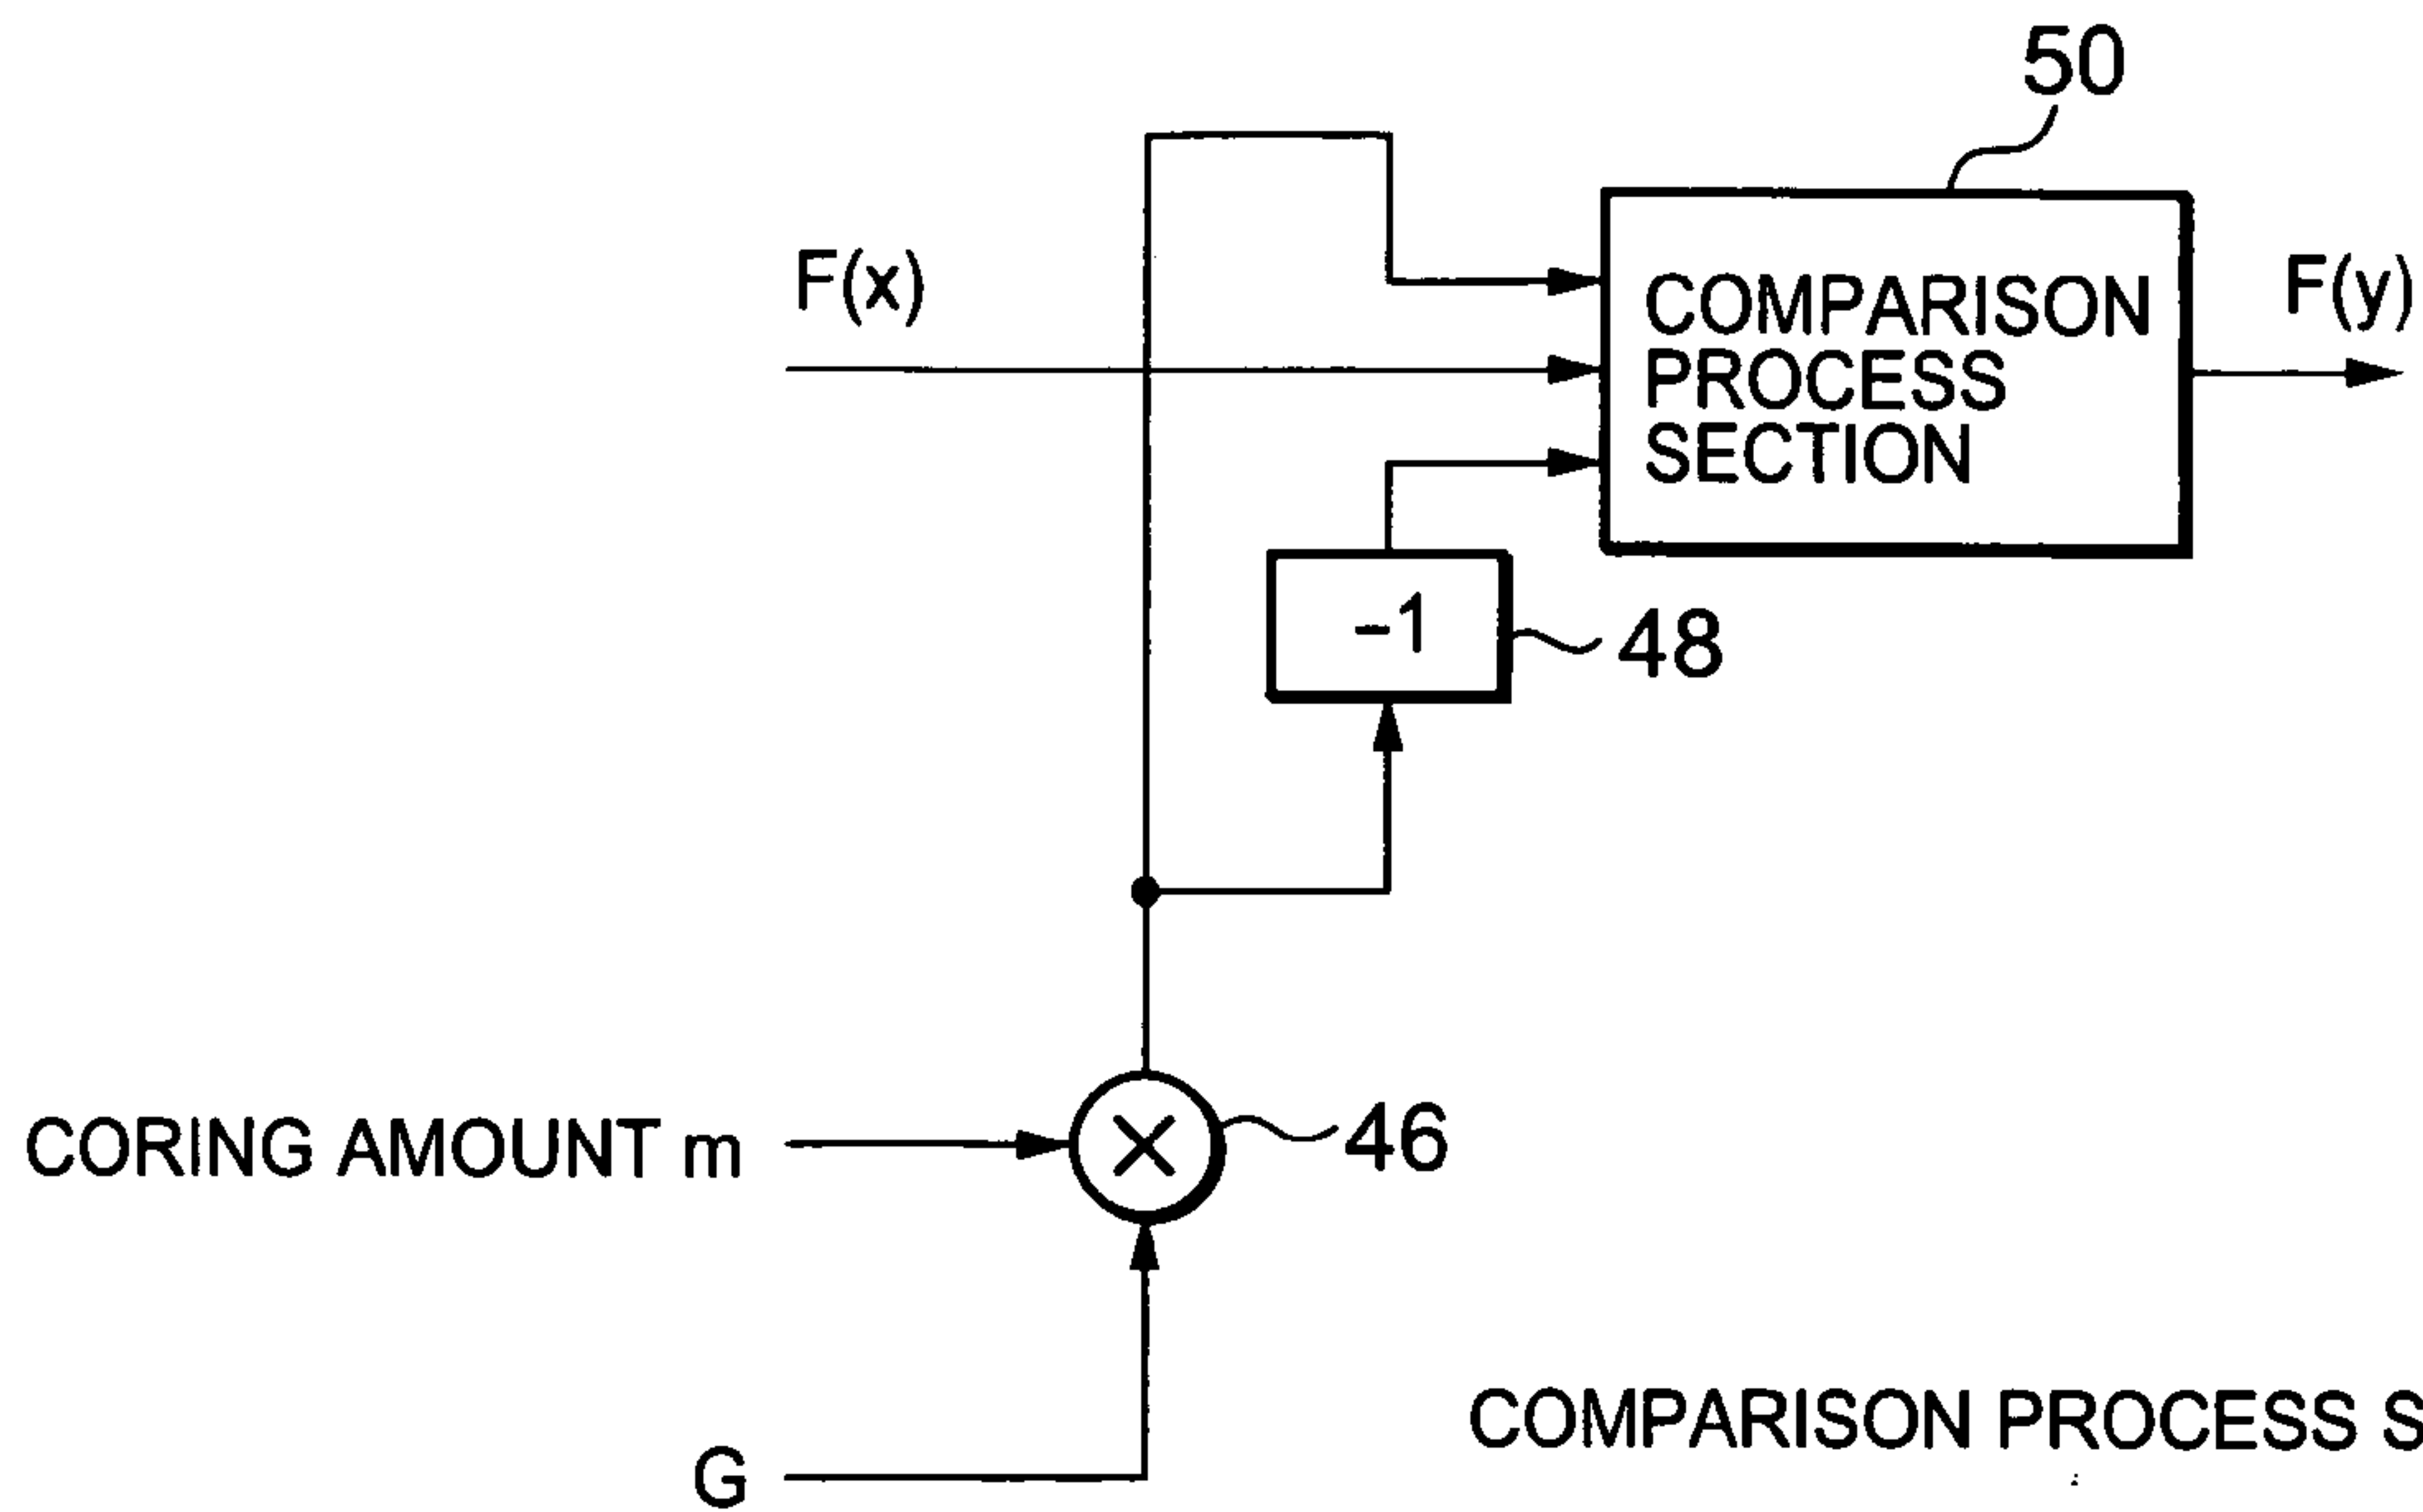 50
F(x)
F(y)
COMPARISON
PROCESS
SECTION
-1
48
CORING AMOUNT m
46
COMPARISON PROCESS S
G